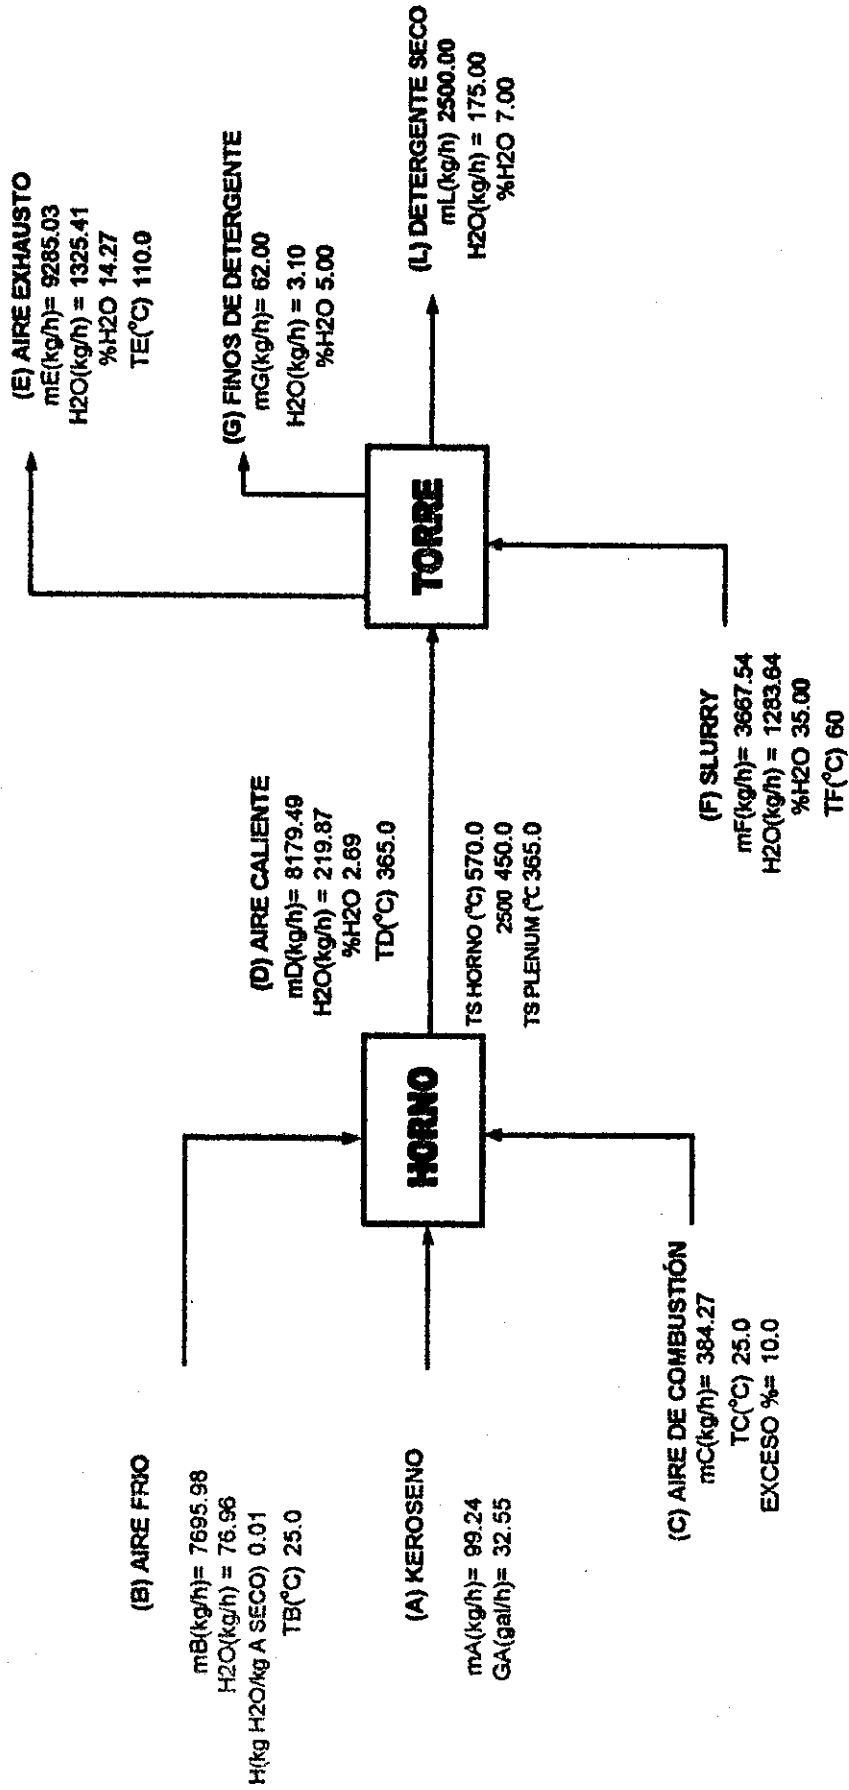 (B) AIRE FRIO
mB(kg/h)= 7695.98
H2O(kg/h) = 76.96
H(kg H2O/kg A SECO) 0.01
TB(°C) 25.0
(A) KEROSENO
mA(kg/h)= 99.24
GA(gal/h)= 32.55
(C) AIRE DE COMBUSTIÓN
mC(kg/h)= 384.27
TC(°C) 25.0
EXCESO %= 10.0
HORNO
(D) AIRE CALIENTE
mD(kg/h)= 8179.49
H2O(kg/h) = 219.87
%H2O 2.69
TD(°C) 365.0
TS HORNO (°C) 570.0
2500 450.0
TS PLENUM (°C 365.0
(F) SLURRY
mF(kg/h)= 3667.54
H2O(kg/h) = 1283.64
%H2O 35.00
TF(°C) 60
TORRE
(E) AIRE EXHAUSTO
mE(kg/h)= 9285.03
H2O(kg/h) = 1325.41
%H2O 14.27
TE(°C) 110.0
(G) FINOS DE DETERGENTE
mG(kg/h)= 62.00
H2O(kg/h) = 3.10
%H2O 5.00
(L) DETERGENTE SECO
mL(kg/h) 2500.00
H2O(kg/h) = 175.00
%H2O 7.00